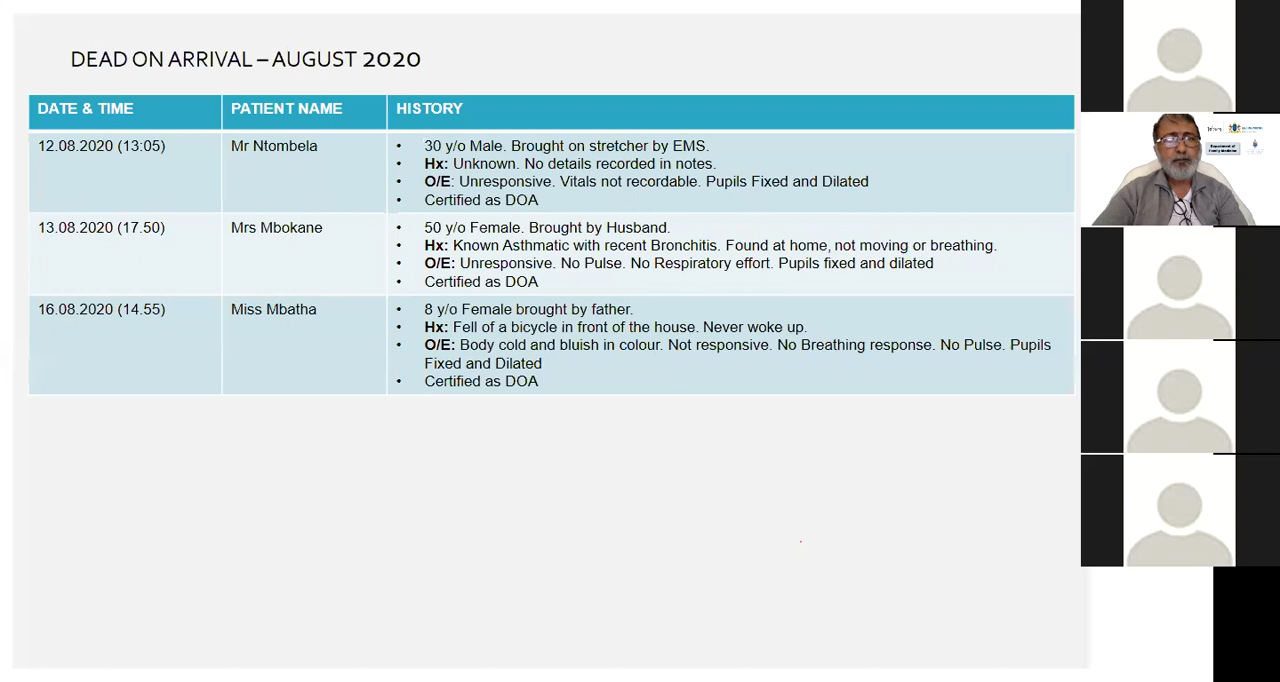 DEAD ON ARRIVAL – AUGUST 2020
DATE & TIME PATIENT NAME HISTORY
12.08.2020 (13:05) Mr Ntombela • 30 y/o Male. Brought on stretcher by EMS.
• Hx: Unknown. No details recorded in notes.
• O/E: Unresponsive. Vitals not recordable. Pupils Fixed and Dilated
• Certified as DOA
13.08.2020 (17.50) Mrs Mbokane • 50 y/o Female. Brought by Husband.
• Hx: Known Asthmatic with recent Bronchitis. Found at home, not moving or breathing.
• O/E: Unresponsive. No Pulse. No Respiratory effort. Pupils fixed and dilated
• Certified as DOA
16.08.2020 (14.55) Miss Mbatha • 8 y/o Female brought by father.
• Hx: Fell of a bicycle in front of the house. Never woke up.
• O/E: Body cold and bluish in colour. Not responsive. No Breathing response. No Pulse. Pupils
Fixed and Dilated
• Certified as DOA
Department of
Family Medicine